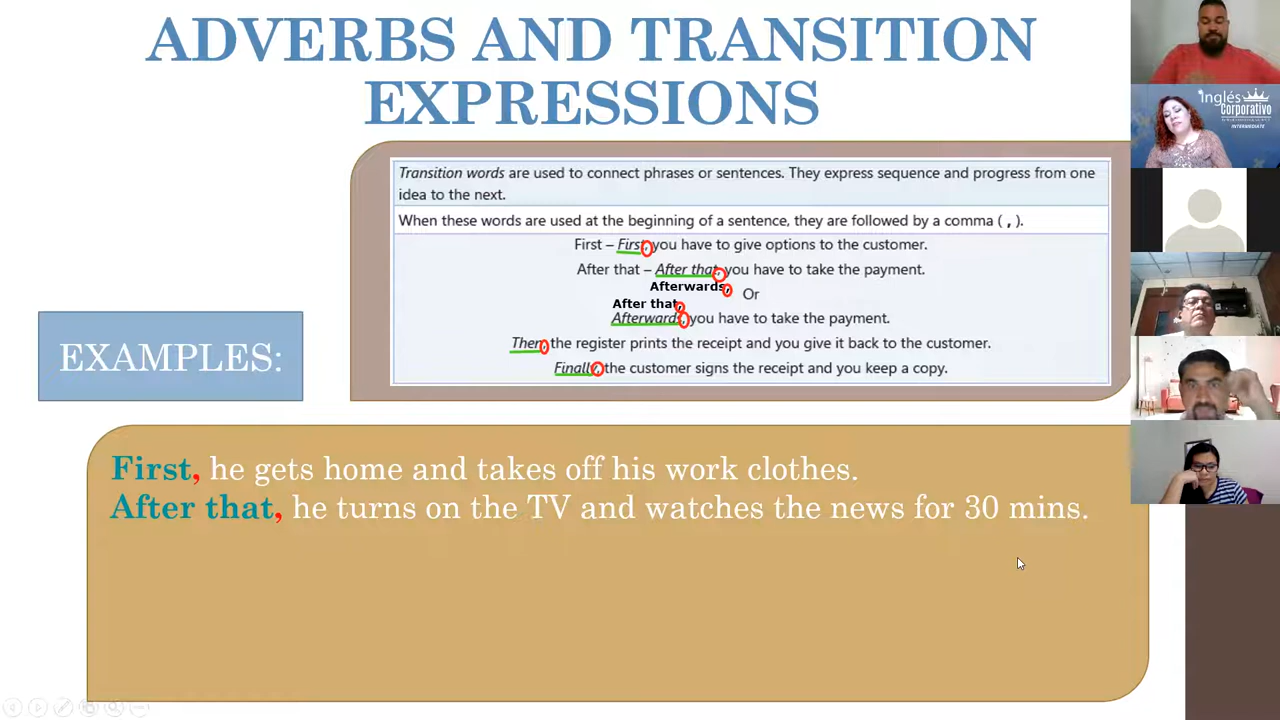 ADVERBS AND TRANSITION
EXPRESSIONS
Inglés
Corporativo
INTERMEDIATE
Transition words are used to connect phrases or sentences. They express sequence and progress from one
idea to the next.
When these words are used at the beginning of a sentence, they are followed by a comma ( , ).
First – First, you have to give options to the customer.
After that – After that, you have to take the payment.
Afterwards,
Or
After that,
Afterwards, you have to take the payment.
Then, the register prints the receipt and you give it back to the customer.
Finally, the customer signs the receipt and you keep a copy.
EXAMPLES:
First, he gets home and takes off his work clothes.
After that, he turns on the TV and watches the news for 30 mins.